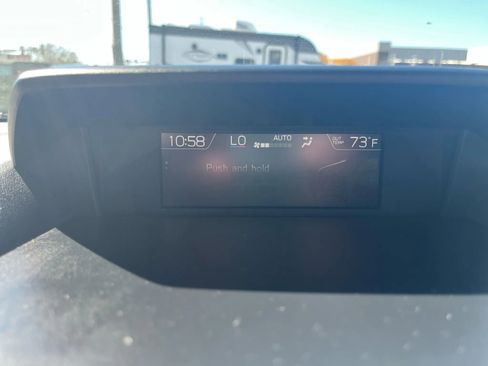 10:58 LO AUTO OUT TEMP 73°F
Push and hold